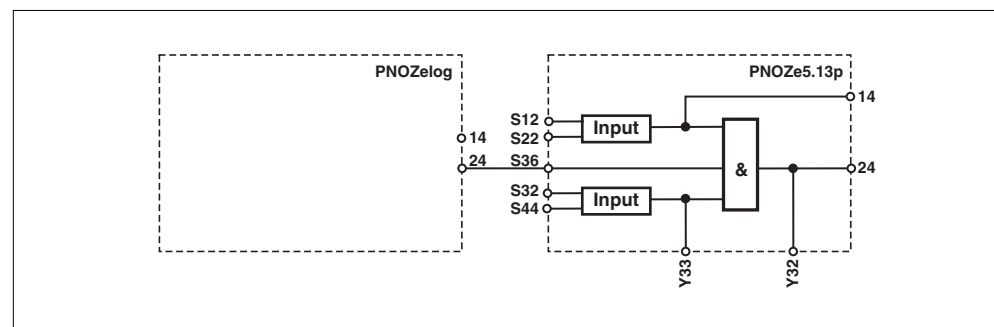 PNOZelog
PNOZe5.13p
14
S12
Input
14
S22
24
S36
&
24
S32
Input
S44
Y33
Y32